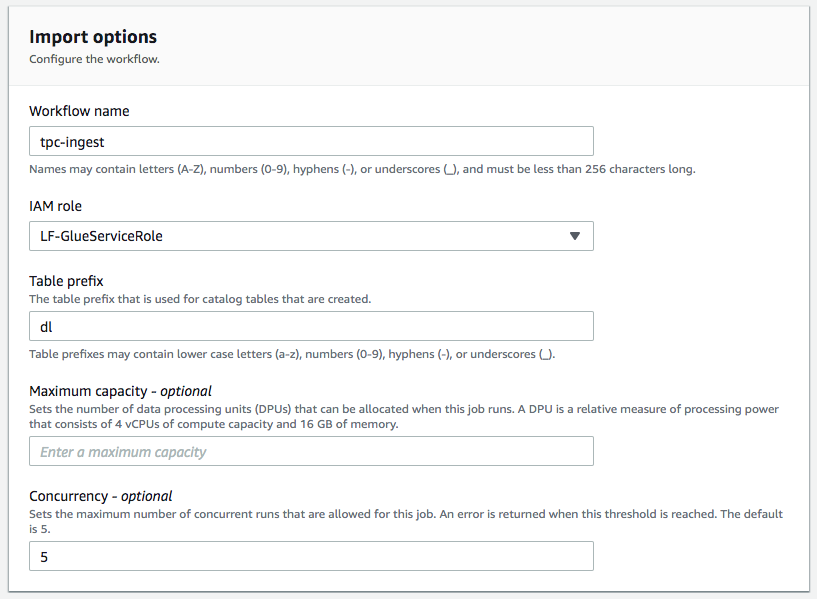 Import options
Configure the workflow.
Workflow name
tpc-ingest
Names may contain letters (A-Z), numbers (0-9), hyphens (-), or underscores (_), and must be less than 256 characters long.
IAM role
LF-GlueServiceRole
Table prefix
The table prefix that is used for catalog tables that are created.
dl
Table prefixes may contain lower case letters (a-z), numbers (0-9), hyphens (-), or underscores (_).
Maximum capacity - optional
Sets the number of data processing units (DPUs) that can be allocated when this job runs. A DPU is a relative measure of processing power
that consists of 4 vCPUs of compute capacity and 16 GB of memory.
Enter a maximum capacity
Concurrency - optional
Sets the maximum number of concurrent runs that are allowed for this job. An error is returned when this threshold is reached. The default
is 5.
5